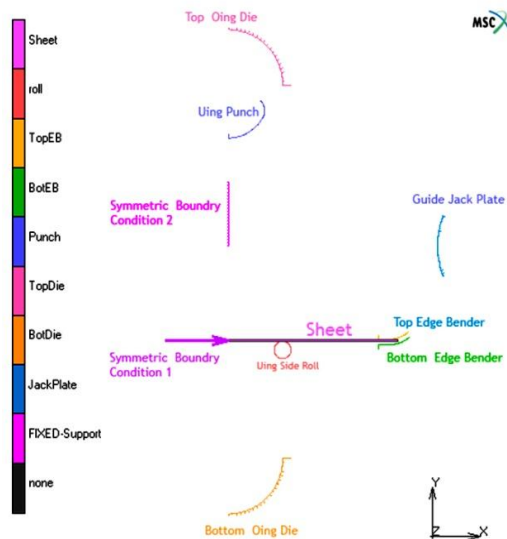 Top Oing Die
MSC
Sheet
roll
TopEB
BotEB
Punch
TopDie
BotDie
JackPlate
FIXED-Support
none
Uing Punch
Symmetric Boundry
Condition 2
Guide Jack Plate
Sheet
Top Edge Bender
Symmetric Boundry
Condition 1
Uing Side Roll
Bottom Edge Bender
Bottom Oing Die
Y
Z
X